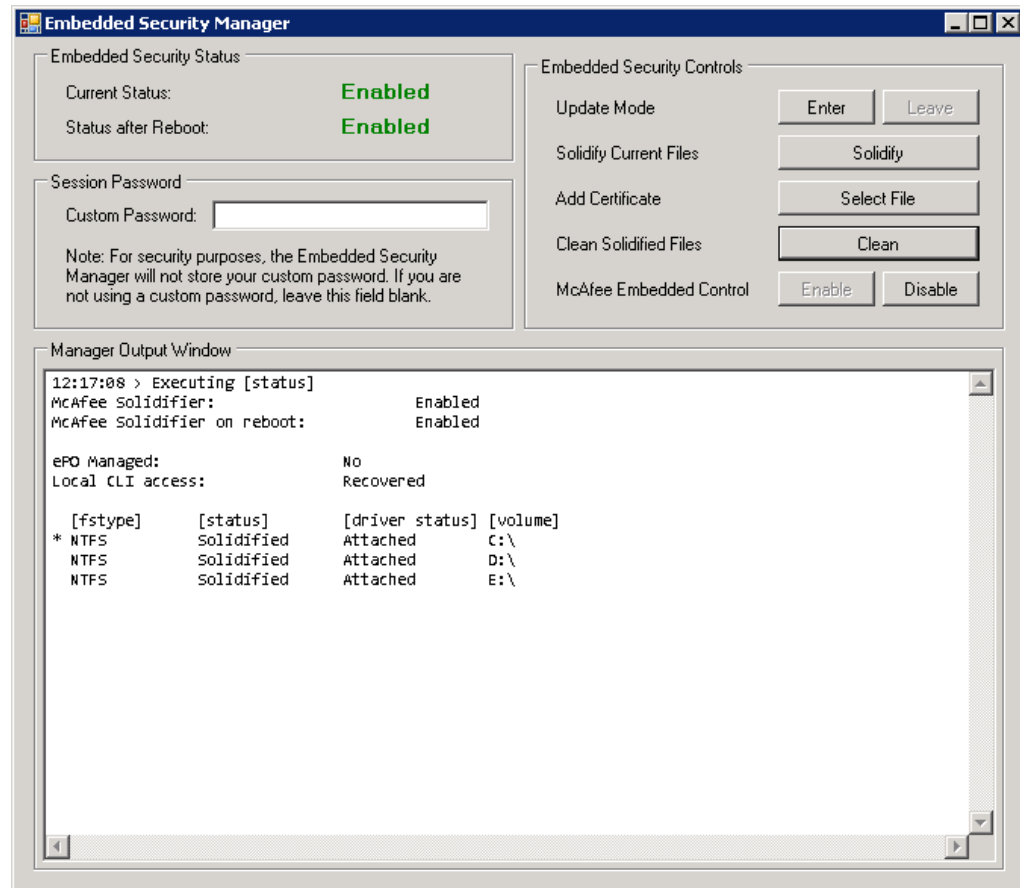 Embedded Security Manager
Embedded Security Status
Current Status: Enabled
Status after Reboot: Enabled
Session Password
Custom Password:
Note: For security purposes, the Embedded Security
Manager will not store your custom password. If you are
not using a custom password, leave this field blank.
Embedded Security Controls
Update Mode Enter Leave
Solidify Current Files Solidify
Add Certificate Select File
Clean Solidified Files Clean
McAfee Embedded Control Enable Disable
Manager Output Window
12:17:08 > Executing [status]
McAfee Solidifier: Enabled
McAfee Solidifier on reboot: Enabled
ePO Managed: No
Local CLI access: Recovered
[fstype] [status] [driver status] [volume]
* NTFS Solidified Attached C:\
NTFS Solidified Attached D:\
NTFS Solidified Attached E:\